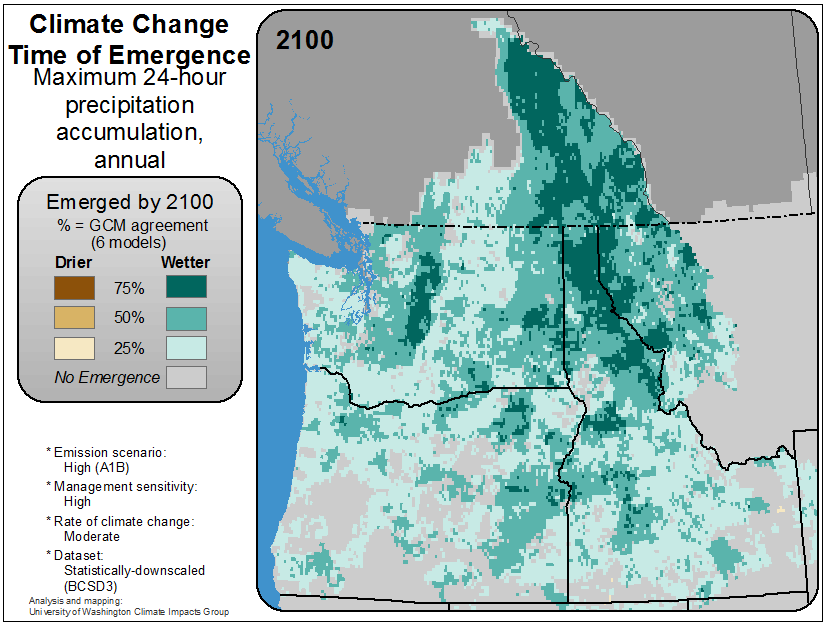 Climate Change
Time of Emergence
Maximum 24-hour
precipitation
accumulation,
annual
2100
Emerged by 2100
% = GCM agreement
(6 models)
Drier Wetter
75%
50%
25%
No Emergence
* Emission scenario:
High (A1B)
* Management sensitivity:
High
* Rate of climate change:
Moderate
* Dataset:
Statistically-downscaled
(BCSD3)
Analysis and mapping:
University of Washington Climate Impacts Group